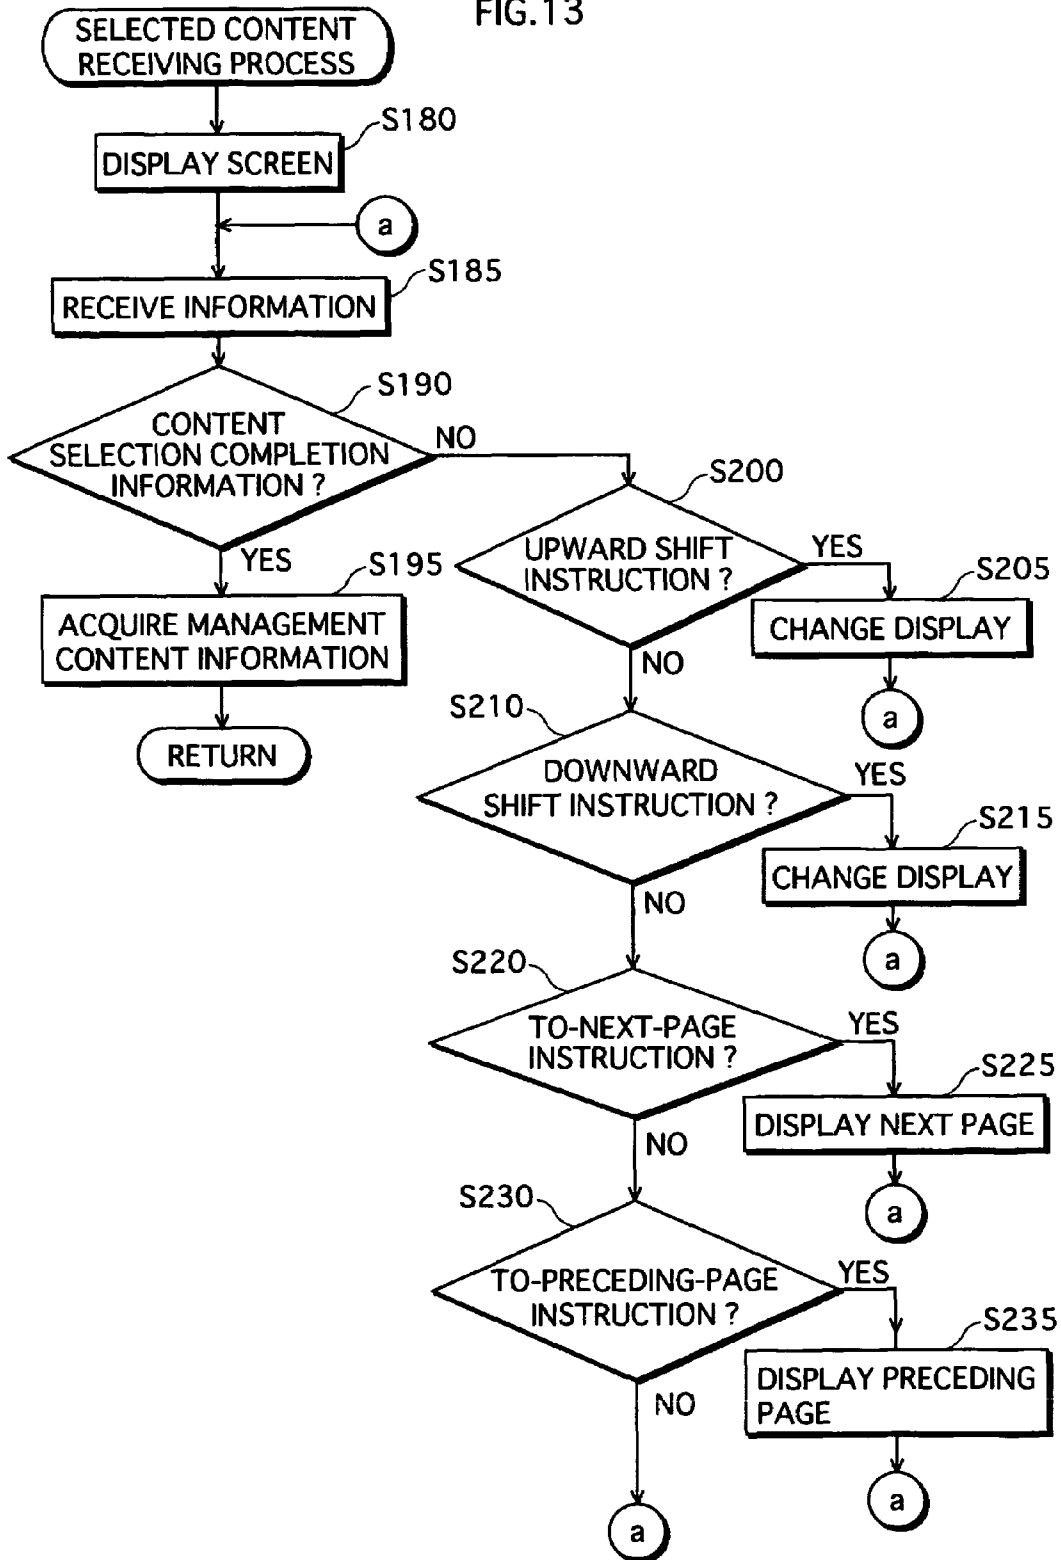 FIG.13
SELECTED CONTENT
RECEIVING PROCESS
S180
DISPLAY SCREEN
a
S185
RECEIVE INFORMATION
S190
CONTENT
SELECTION COMPLETION
INFORMATION ?
NO
YES
S195
ACQUIRE MANAGEMENT
CONTENT INFORMATION
RETURN
S200
UPWARD SHIFT
INSTRUCTION ?
YES
S205
CHANGE DISPLAY
a
NO
S210
DOWNWARD
SHIFT INSTRUCTION ?
YES
S215
CHANGE DISPLAY
a
NO
S220
TO-NEXT-PAGE
INSTRUCTION ?
YES
S225
DISPLAY NEXT PAGE
a
NO
S230
TO-PRECEDING-PAGE
INSTRUCTION ?
YES
S235
DISPLAY PRECEDING
PAGE
a
NO
a